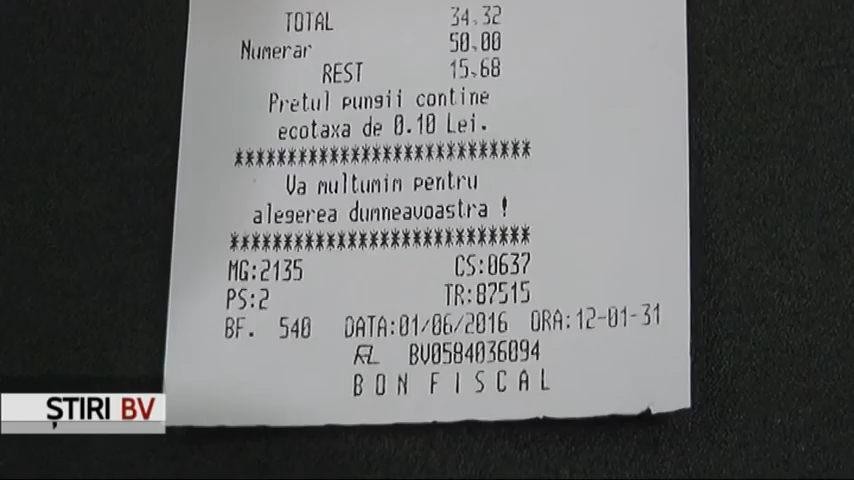 TOTAL 34.32
Numerar 50.00
REST 15.68
Pretul pungii contine
ecotaxa de 0.10 Lei.
****************************
Va multumim pentru
alegerea dumneavoastra !
****************************
MG:2135 CS:0637
PS:2 TR:87515
BF. 540 DATA:01/06/2016 ORA:12-01-31
BV0584036094
BON FISCAL
ȘTIRI BV